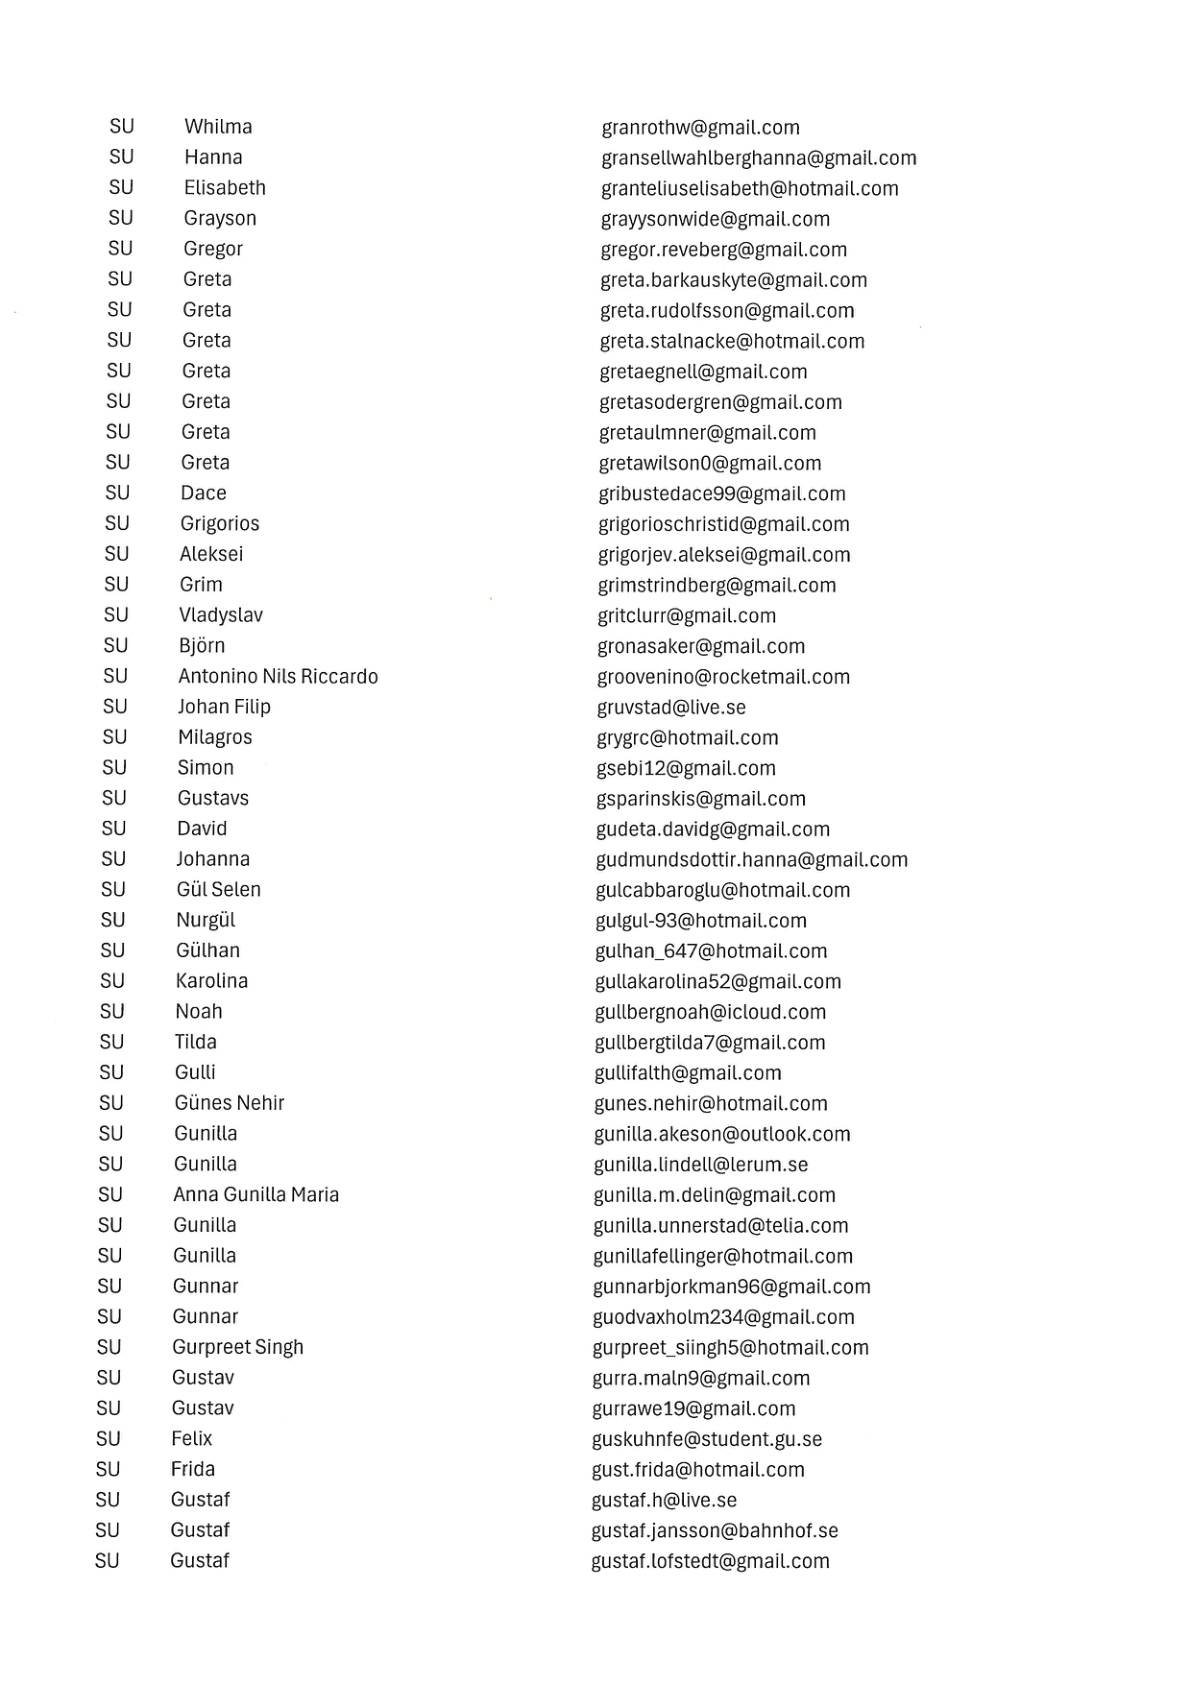 SU Whilma granrothw@gmail.com
SU Hanna gransellwahlberghanna@gmail.com
SU Elisabeth granteliuselisabeth@hotmail.com
SU Grayson grayysonwide@gmail.com
SU Gregor gregor.reveberg@gmail.com
SU Greta greta.barkauskyte@gmail.com
SU Greta greta.rudolfsson@gmail.com
SU Greta greta.stalnacke@hotmail.com
SU Greta gretaegnell@gmail.com
SU Greta gretasodergren@gmail.com
SU Greta gretaulmner@gmail.com
SU Greta gretawilson0@gmail.com
SU Dace gribustedace99@gmail.com
SU Grigorios grigorioschristid@gmail.com
SU Aleksei grigorjev.aleksei@gmail.com
SU Grim grimstrindberg@gmail.com
SU Vladyslav gritclurr@gmail.com
SU Björn gronasaker@gmail.com
SU Antonino Nils Riccardo groovenino@rocketmail.com
SU Johan Filip gruvstad@live.se
SU Milagros grygrc@hotmail.com
SU Simon gsebi12@gmail.com
SU Gustavs gsparinskis@gmail.com
SU David gudeta.davidg@gmail.com
SU Johanna gudmundsdottir.hanna@gmail.com
SU Gül Selen gulcabbaroglu@hotmail.com
SU Nurgül gulgul-93@hotmail.com
SU Gülhan gulhan_647@hotmail.com
SU Karolina gullakarolina52@gmail.com
SU Noah gullbergnoah@icloud.com
SU Tilda gullbergtilda7@gmail.com
SU Gulli gullifalth@gmail.com
SU Günes Nehir gunes.nehir@hotmail.com
SU Gunilla gunilla.akeson@outlook.com
SU Gunilla gunilla.lindell@lerum.se
SU Anna Gunilla Maria gunilla.m.delin@gmail.com
SU Gunilla gunilla.unnerstad@telia.com
SU Gunilla gunillafellinger@hotmail.com
SU Gunnar gunnarbjorkman96@gmail.com
SU Gunnar guodvaxholm234@gmail.com
SU Gurpreet Singh gurpreet_siingh5@hotmail.com
SU Gustav gurra.maln9@gmail.com
SU Gustav gurrawe19@gmail.com
SU Felix guskuhnfe@student.gu.se
SU Frida gust.frida@hotmail.com
SU Gustaf gustaf.h@live.se
SU Gustaf gustaf.jansson@bahnhof.se
SU Gustaf gustaf.lofstedt@gmail.com